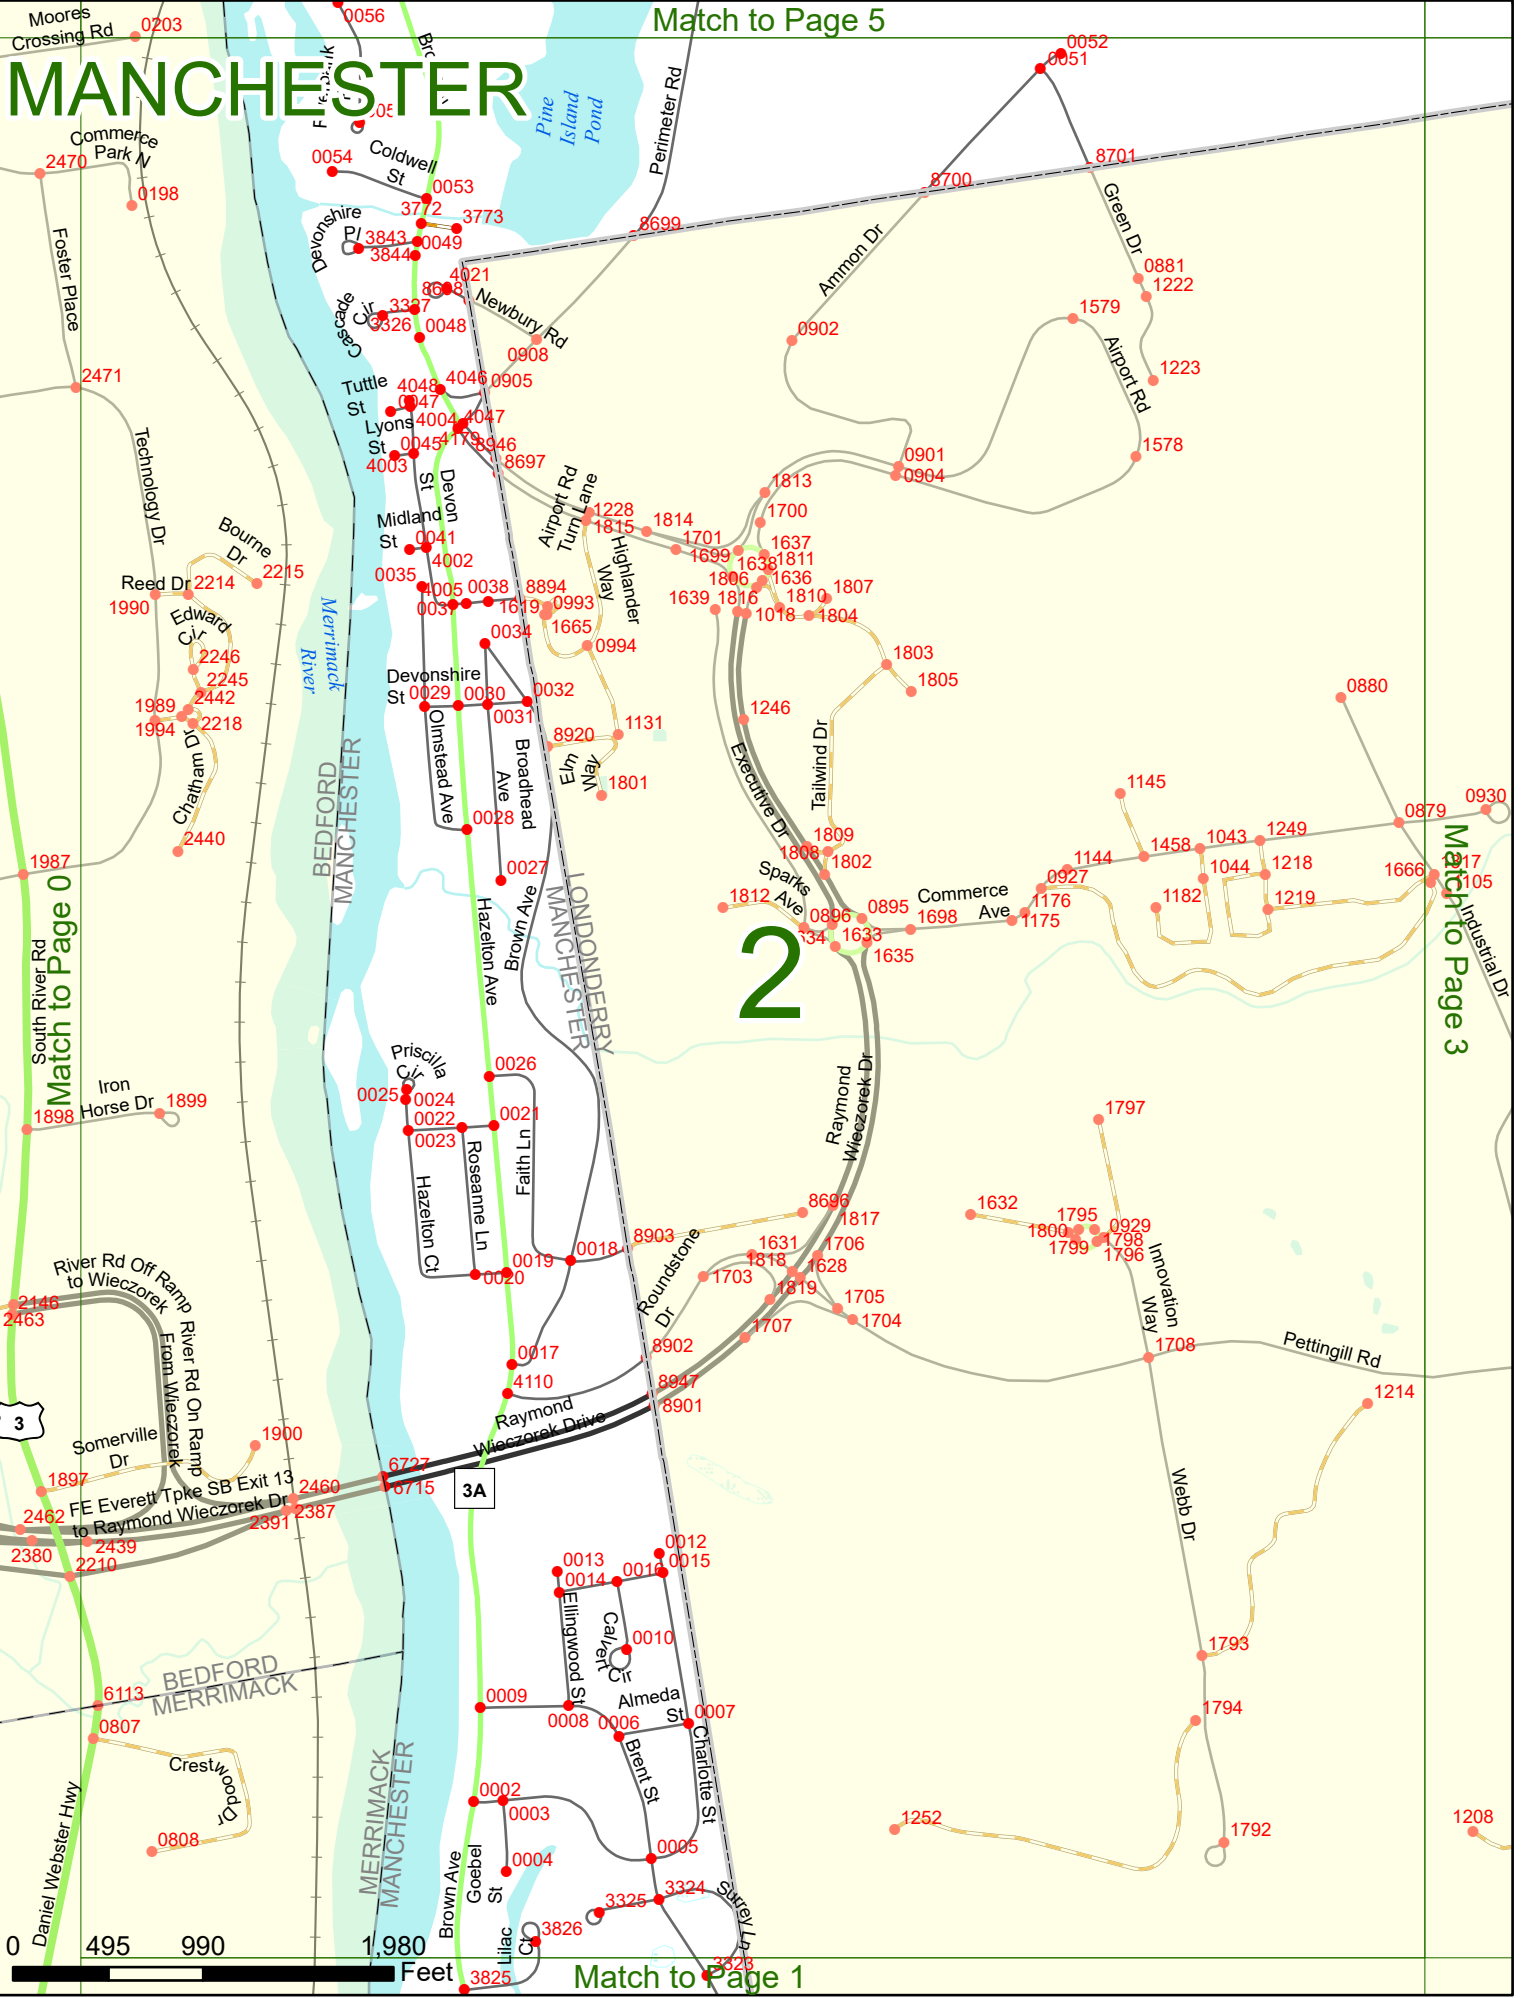 Match to Page 5
Moores
Crossing Rd
0203
0056
0052
0051
MANCHESTER
Pine
Island
Pond
Perimeter Rd
Commerce
Park N
2470
0198
0054
Coldwell
St
0053
8701
8700
3772
3773
Devonshire
Pl
3843
0049
3844
8699
Green Dr
Ammon Dr
Foster Place
4021
0881
1222
Newbury Rd
Cascade
Cir
3327
3326
0048
0908
0902
1579
Airport Rd
1223
2471
Tuttle
St
4048
4046
0905
0047
Lyons
St
4004
4047
4179
8946
0045
4003
8697
0901
0904
1578
Technology Dr
St
Devon
Airport Rd
Turn Lane
1813
1228
1815
1814
1700
1701
Midland
St
0041
4002
Highlander
Way
1699
1637
1811
1638
1636
1806
1807
Bourne
Dr
2215
Reed Dr
2214
1990
0035
4005
0038
0037
8894
1619
0993
1665
1639
1816
1018
1810
1804
Edward
Cir
Merrimack
River
0034
0994
1803
1805
2246
2245
2442
1989
1994
2218
Devonshire
St
0029
0030
0032
0031
0880
1246
1131
8920
Elm
Way
1801
Chatham Dr
BEDFORD
MANCHESTER
Olmstead Ave
Broadhead
Ave
Executive Dr
Tailwind Dr
1145
0930
0879
2440
0028
1809
1808
1802
1458
1043
1249
1144
1987
0027
Sparks
Ave
1812
0896
0895
1633
1635
1698
Commerce
Ave
0927
1176
1175
1044
1218
1182
1219
1666
Industrial Dr
Match to Page 0
South River Rd
Hazelton Ave
Brown Ave
LONDONDERRY
MANCHESTER
2
Match to Page 3
Iron
Horse Dr
1899
1898
Priscilla
Cir
0026
0025
0024
0022
0023
0021
Raymond
Wieczorek Dr
1797
Hazelton Ct
Roseanne Ln
Faith Ln
8696
1817
1632
1795
0929
1800
1799
1798
1796
8903
0018
0019
0020
Roundstone
Dr
1631
1818
1706
1628
1703
1819
1705
1704
1707
Innovation
Way
River Rd Off Ramp
to Wieczorek
2146
2463
River Rd On Ramp
From Wieczorek
0017
8902
1708
Pettingill Rd
4110
8947
8901
1214
3
Raymond
Wieczorek Drive
Somerville
Dr
1900
1897
FE Everett Tpke SB Exit 13
to Raymond Wieczorek Dr
6727
6715
3A
2460
2387
2391
2462
2380
2439
2210
Webb Dr
0012
0015
0013
0014
0016
Ellingwood St
Calvert
Cir
0010
1793
BEDFORD
MERRIMACK
6113
0807
0009
0008
0006
Almeda
St
0007
1794
Crestwood Dr
Brent St
Charlotte St
0002
0003
MERRIMACK
MANCHESTER
0808
1252
1792
1208
Daniel Webster Hwy
Brown Ave
Goebel
St
0004
0005
3325
3324
Surrey Ln
Lilac
Ct
3826
0 495 990 1,980
Feet
3825
3323
Match to Page 1